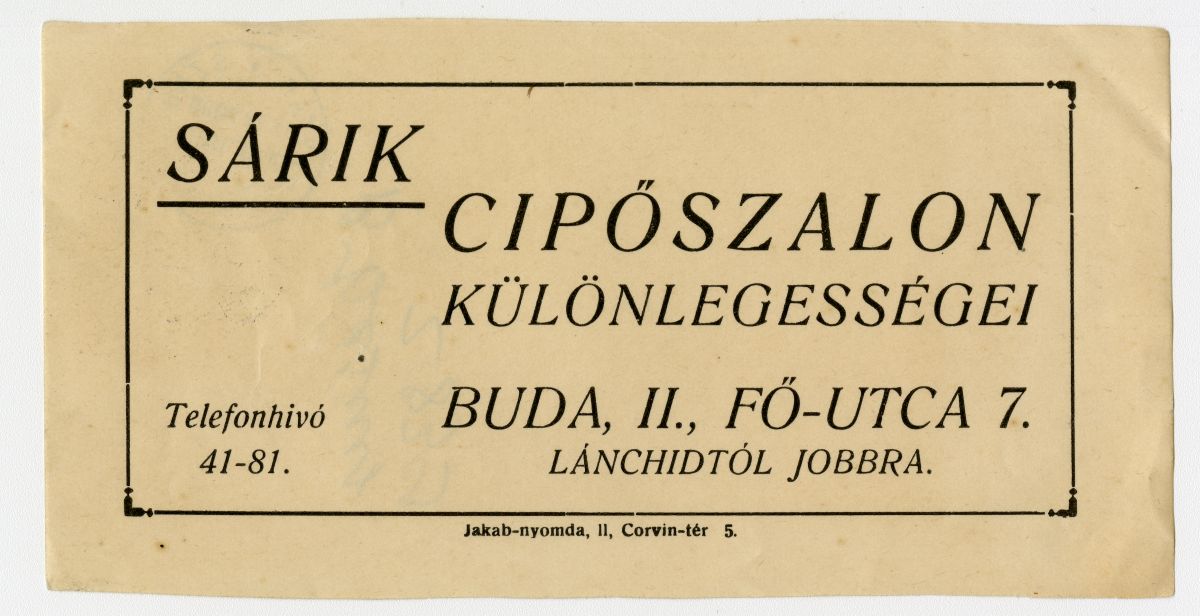 SÁRIK
CIPŐSZALON
KÜLÖNLEGESSÉGEI
BUDA, II., FŐ-UTCA 7.
LÁNCHIDTÓL JOBBRA.
Telefonhivó
41-81.
Jakab-nyomda, II, Corvin-tér 5.